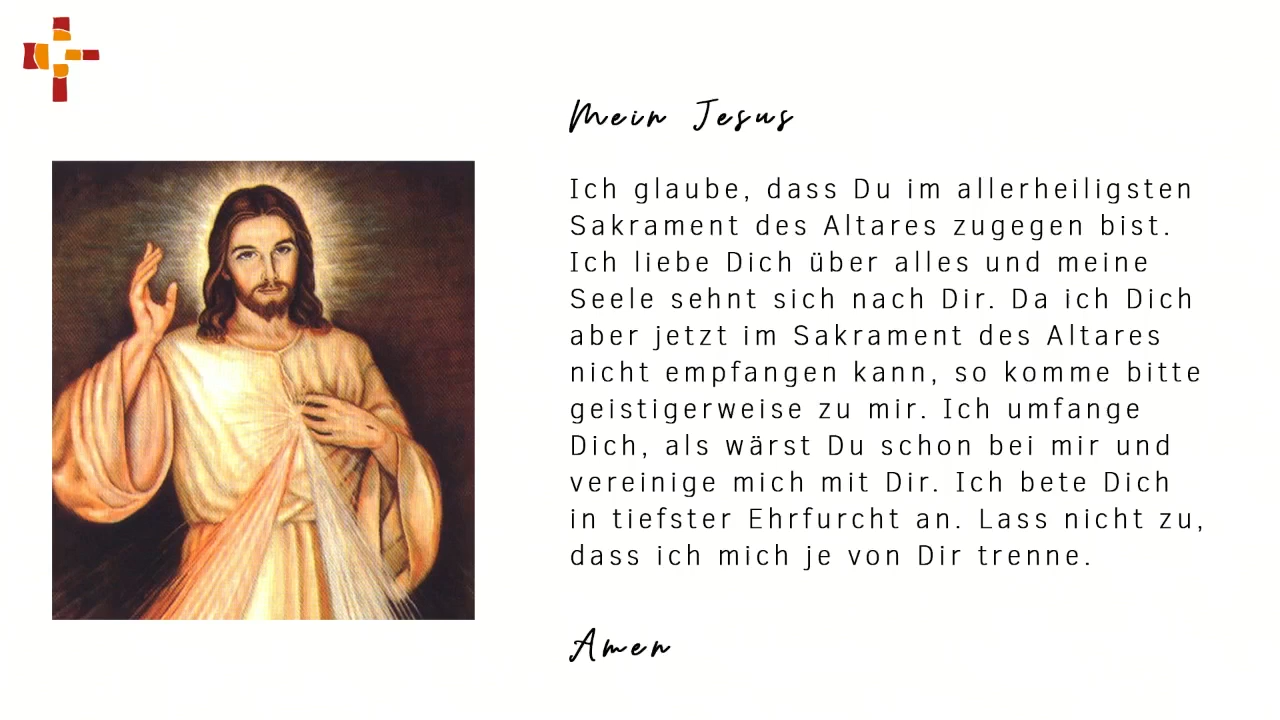 Mein Jesus
Ich glaube, dass Du im allerheiligsten
Sakrament des Altares zugegen bist.
Ich liebe Dich über alles und meine
Seele sehnt sich nach Dir. Da ich Dich
aber jetzt im Sakrament des Altares
nicht empfangen kann, so komme bitte
geistigerweise zu mir. Ich umfange
Dich, als wärst Du schon bei mir und
vereinige mich mit Dir. Ich bete Dich
in tiefster Ehrfurcht an. Lass nicht zu,
dass ich mich je von Dir trenne.
Amen